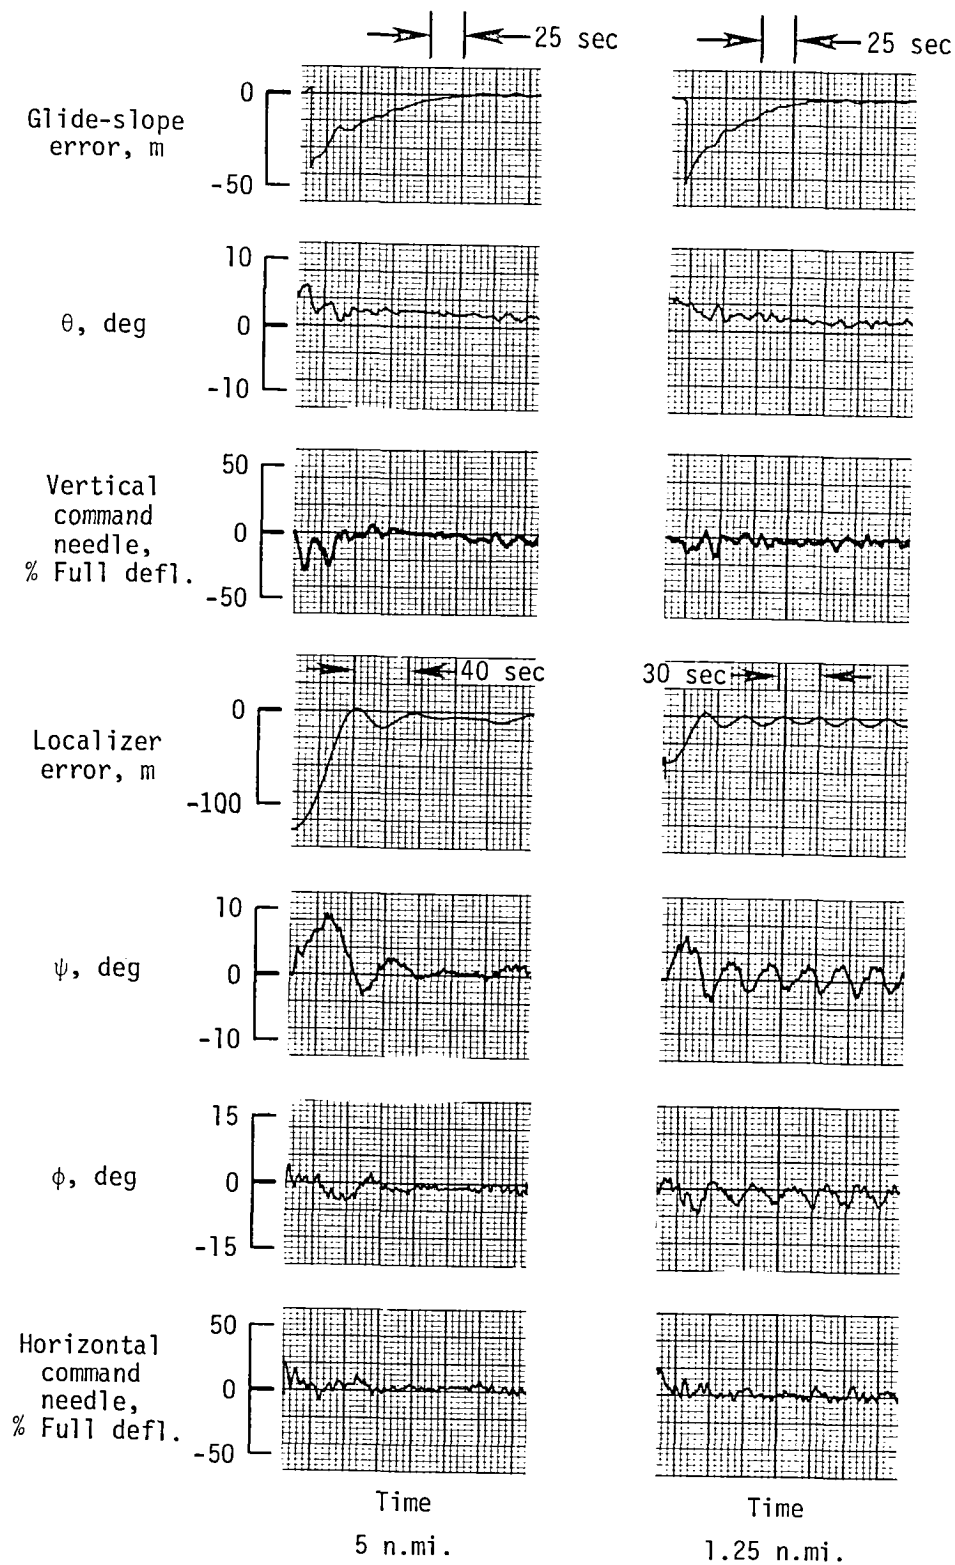 25 sec
25 sec
0
Glide-slope
error, m
-50
10
θ, deg
0
-10
50
Vertical
command
needle,
% Full defl.
0
-50
40 sec
30 sec
0
Localizer
error, m
-100
10
ψ, deg
0
-10
15
ϕ, deg
0
-15
50
Horizontal
command
needle,
% Full defl.
0
-50
Time
5 n.mi.
Time
1.25 n.mi.